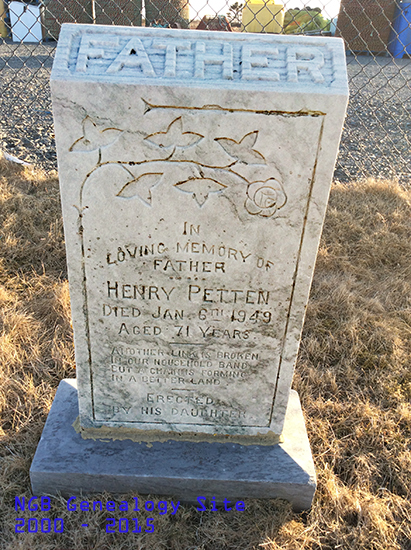 FATHER
IN
LOVING MEMORY OF
FATHER
HENRY PETTEN
DIED JAN. 6TH 1949
AGED 71 YEARS.
ANOTHER LINK IS BROKEN
IN OUR HOUSEHOLD BAND
BUT A CHAIN IS FORMING
IN A BETTER LAND
ERECTED
BY HIS DAUGHTER
NGB Genealogy Site
2000 - 2015